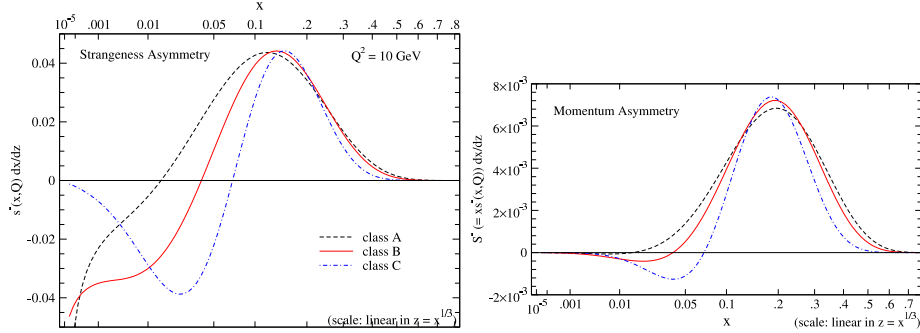 x
10⁻⁵ .001 0.01 0.05 0.1 .2 .3 .4 .5 .6 .7 .8
Strangeness Asymmetry
Q² = 10 GeV
0.04
0.02
0
-0.02
-0.04
s⁻(x,Q) dx/dz
class A
class B
class C
(scale: linear in z = x^1/3)
8×10⁻³
6×10⁻³
4×10⁻³
2×10⁻³
0
-2×10⁻³
S⁻ (= xs⁻(x,Q)) dx/dz
Momentum Asymmetry
10⁻⁵ .001 0.01 0.05 0.1 .2 .3 .4 .5 .6 .7
x
(scale: linear in z = x^1/3)